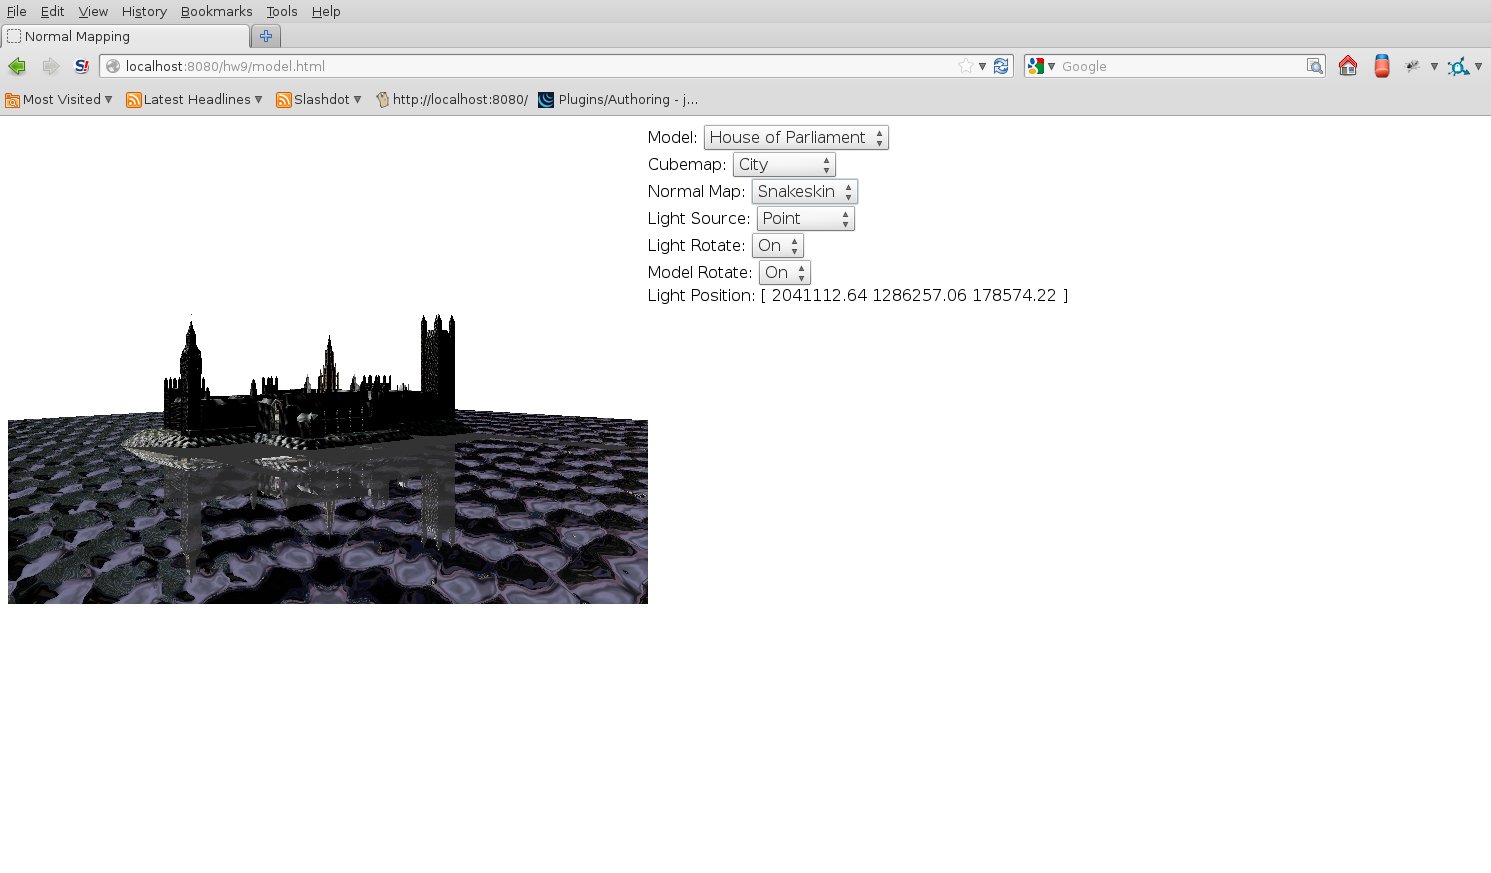 File Edit View History Bookmarks Tools Help
Normal Mapping
localhost:8080/hw9/model.html Google
Most Visited Latest Headlines Slashdot http://localhost:8080/ Plugins/Authoring - j...
Model: House of Parliament
Cubemap: City
Normal Map: Snakeskin
Light Source: Point
Light Rotate: On
Model Rotate: On
Light Position: [ 2041112.64 1286257.06 178574.22 ]